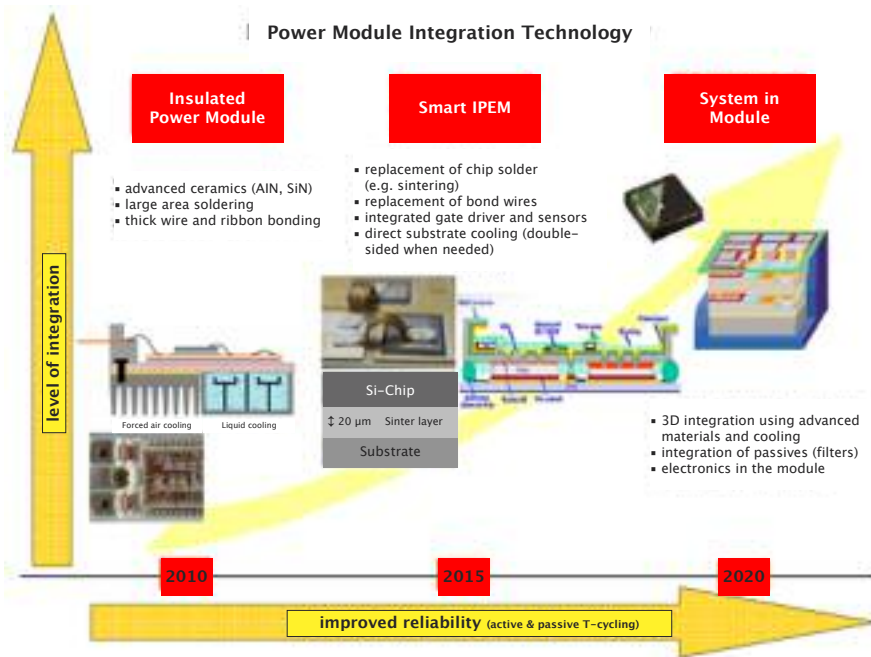 Power Module Integration Technology
Insulated
Power Module
Smart IPEM
System in
Module
▪ advanced ceramics (AIN, SiN)
▪ large area soldering
▪ thick wire and ribbon bonding
▪ replacement of chip solder
(e.g. sintering)
▪ replacement of bond wires
▪ integrated gate driver and sensors
▪ direct substrate cooling (double-
sided when needed)
level of integration
Forced air cooling
Liquid cooling
Si-Chip
↕ 20 µm Sinter layer
Substrate
▪ 3D integration using advanced
materials and cooling
▪ integration of passives (filters)
▪ electronics in the module
2010
2015
2020
improved reliability (active & passive T-cycling)